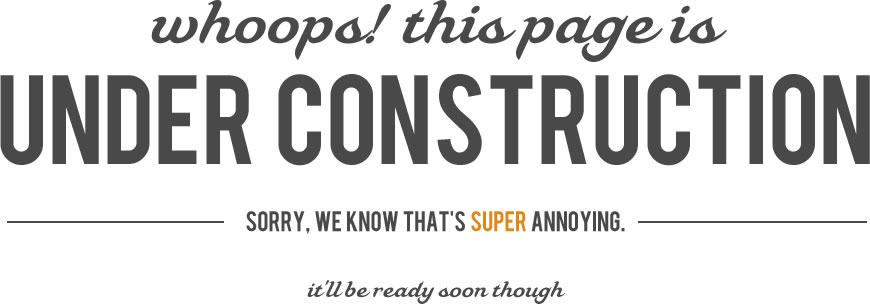 whoops! this page is
UNDER CONSTRUCTION
SORRY, WE KNOW THAT'S SUPER ANNOYING.
it'll be ready soon though